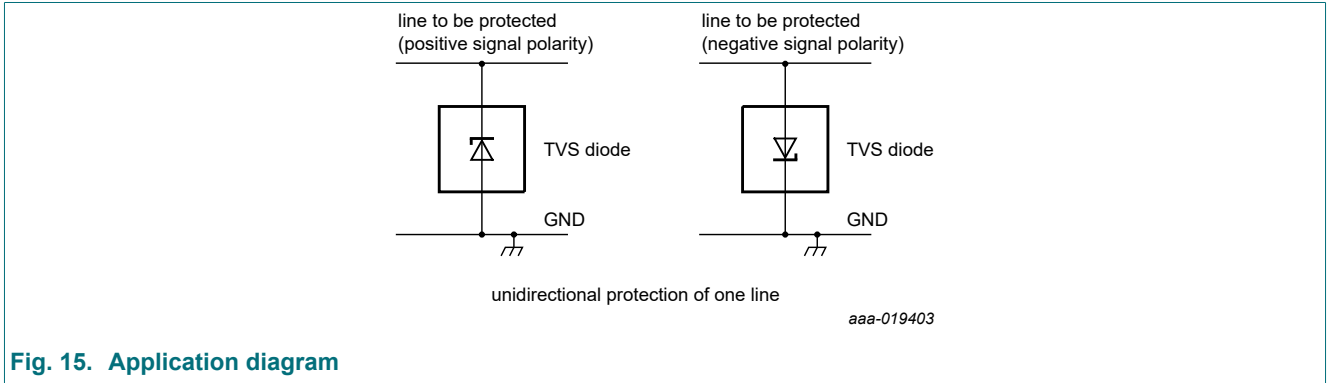 line to be protected
(positive signal polarity)
line to be protected
(negative signal polarity)
TVS diode
TVS diode
GND
GND
unidirectional protection of one line
aaa-019403
Fig. 15. Application diagram